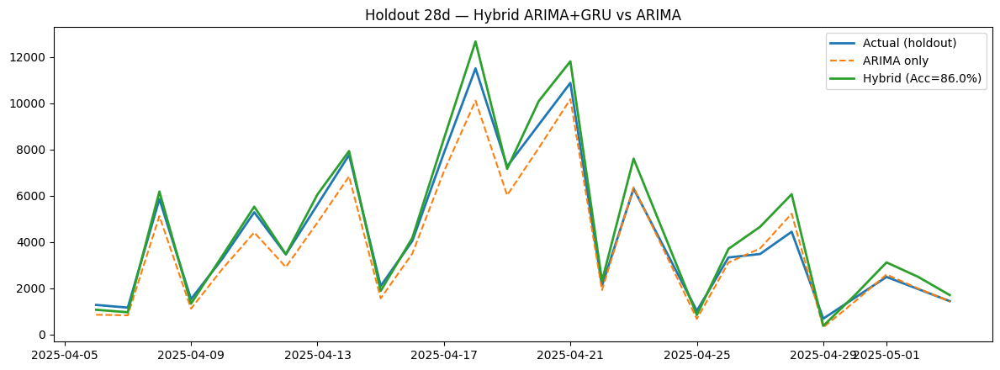 Holdout 28d — Hybrid ARIMA+GRU vs ARIMA
Actual (holdout)
ARIMA only
Hybrid (Acc=86.0%)
12000
10000
8000
6000
4000
2000
0
2025-04-05 2025-04-09 2025-04-13 2025-04-17 2025-04-21 2025-04-25 2025-04-29 2025-05-01